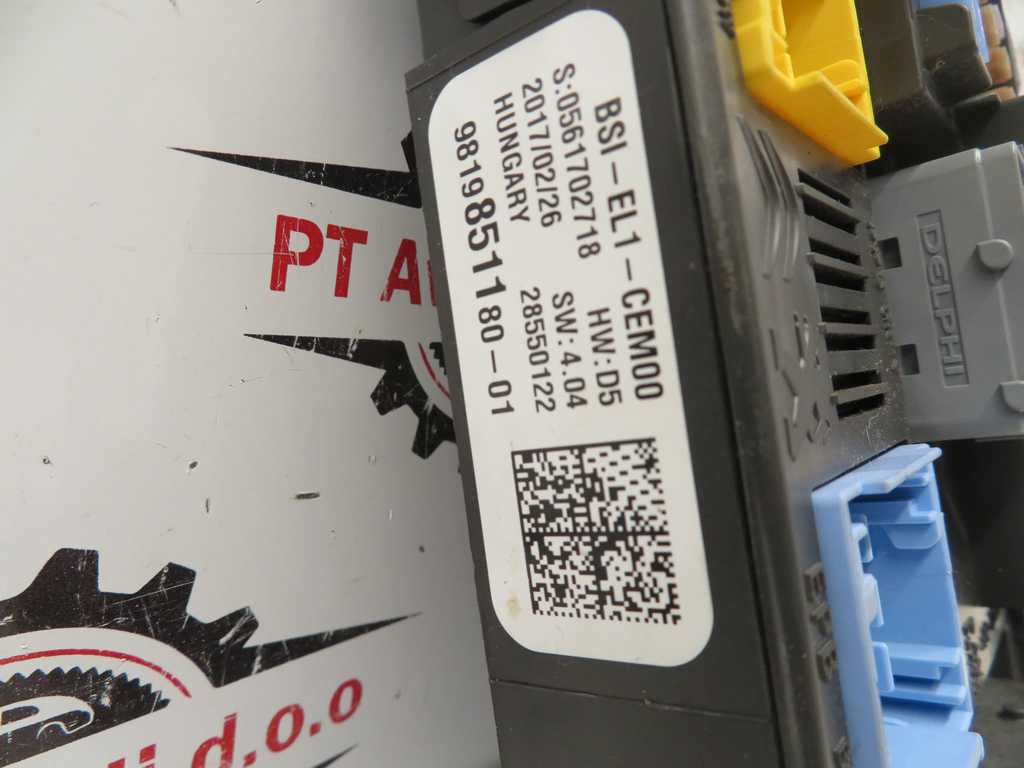 BSI-EL1-CEM00
S:0561702718 HW:D5
2017/02/26 SW:4.04
HUNGARY 28550122
9819851180-01
DELPHI
PT A
d.o.o